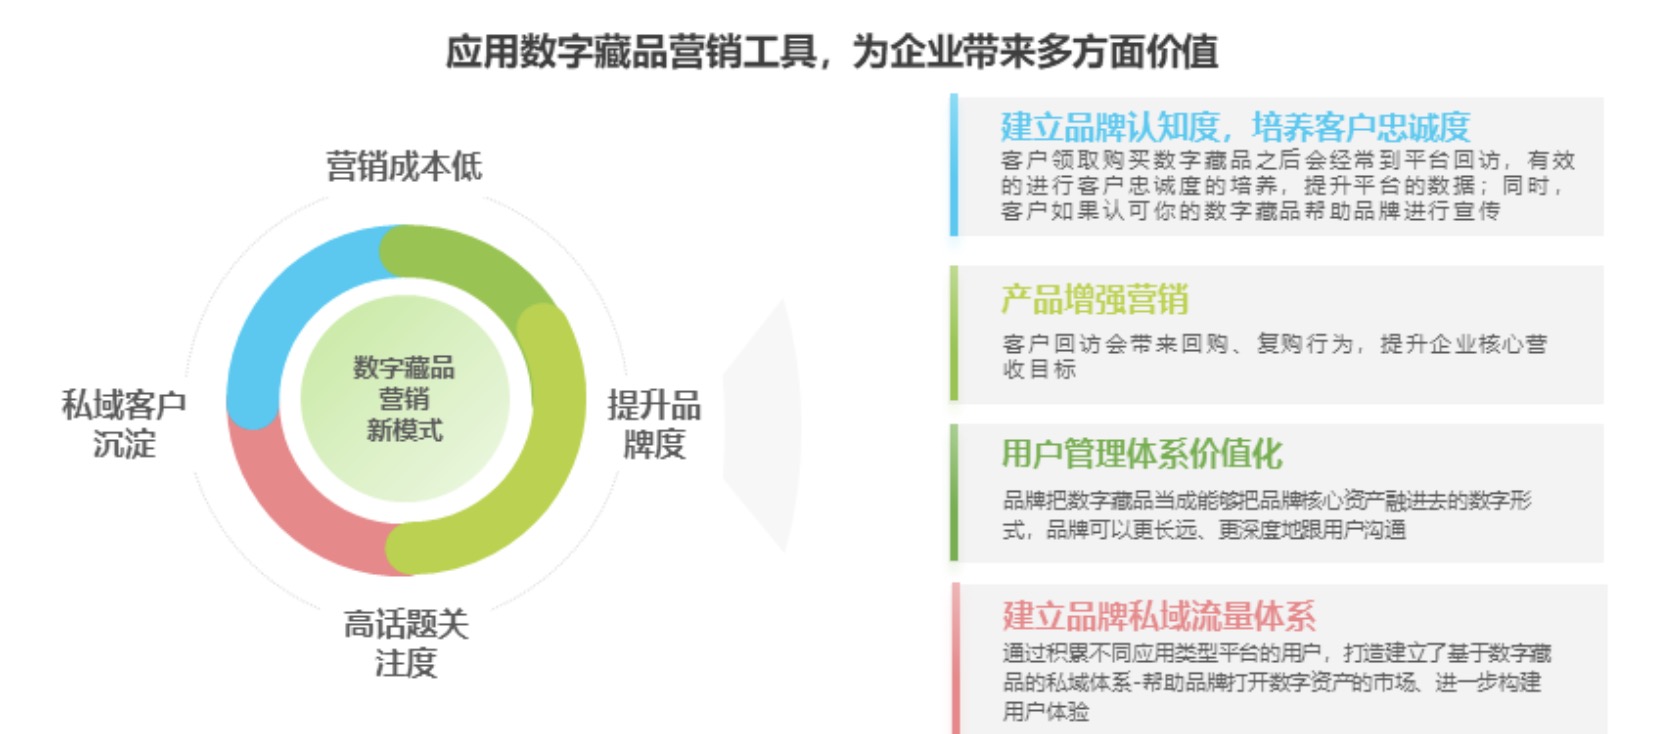 应用数字藏品营销工具，为企业带来多方面价值
营销成本低
私域客户
沉淀
数字藏品
营销
新模式
提升品
牌度
高话题关
注度
建立品牌认知度，培养客户忠诚度
客户领取购买数字藏品之后会经常到平台回访，有效
的进行客户忠诚度的培养，提升平台的数据；同时，
客户如果认可你的数字藏品帮助品牌进行宣传
产品增强营销
客户回访会带来回购、复购行为，提升企业核心营
收目标
用户管理体系价值化
品牌把数字藏品当成能够把品牌核心资产融进去的数字形
式，品牌可以更长远、更深度地跟用户沟通
建立品牌私域流量体系
通过积累不同应用类型平台的用户，打造建立了基于数字藏
品的私域体系-帮助品牌打开数字资产的市场、进一步构建
用户体验